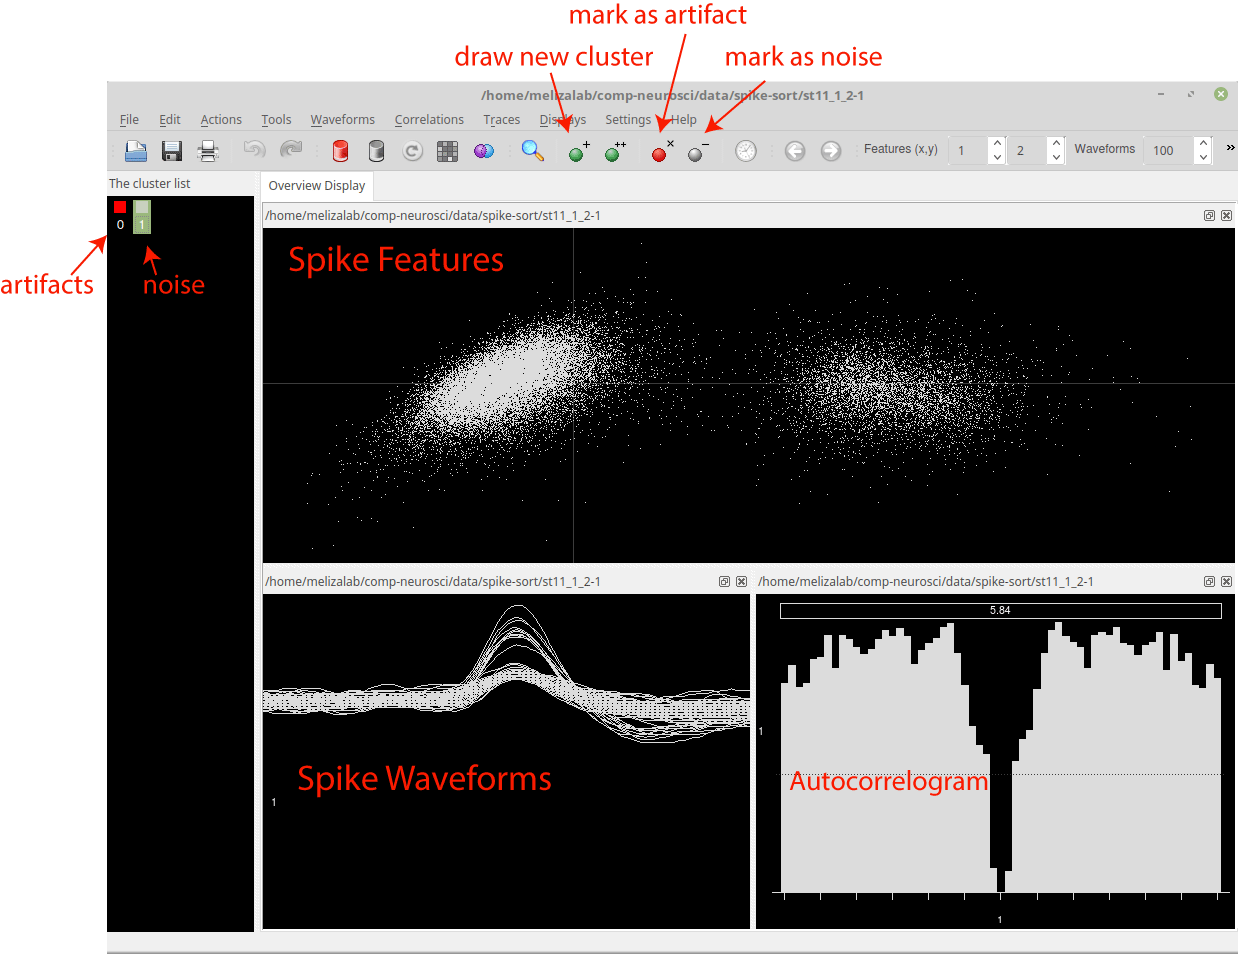 mark as artifact
draw new cluster
mark as noise
/home/melizalab/comp-neurosci/data/spike-sort/st11_1_2-1
File Edit Actions Tools Waveforms Correlations Traces Displays Settings Help
Features (x,y) 1 2 Waveforms 100 »
The cluster list
Overview Display
0 1
/home/melizalab/comp-neurosci/data/spike-sort/st11_1_2-1
artifacts
noise
Spike Features
/home/melizalab/comp-neurosci/data/spike-sort/st11_1_2-1
/home/melizalab/comp-neurosci/data/spike-sort/st11_1_2-1
5.84
Spike Waveforms
1
1
Autocorrelogram
1